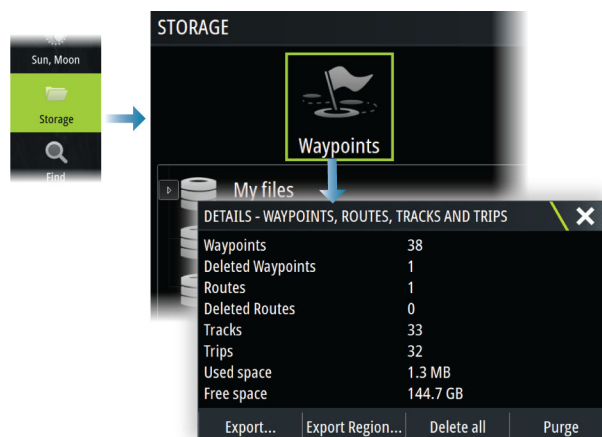 STORAGE
Sun, Moon
Storage
Find
Waypoints
My files
DETAILS - WAYPOINTS, ROUTES, TRACKS AND TRIPS
Waypoints 38
Deleted Waypoints 1
Routes 1
Deleted Routes 0
Tracks 33
Trips 32
Used space 1.3 MB
Free space 144.7 GB
Export... Export Region... Delete all Purge